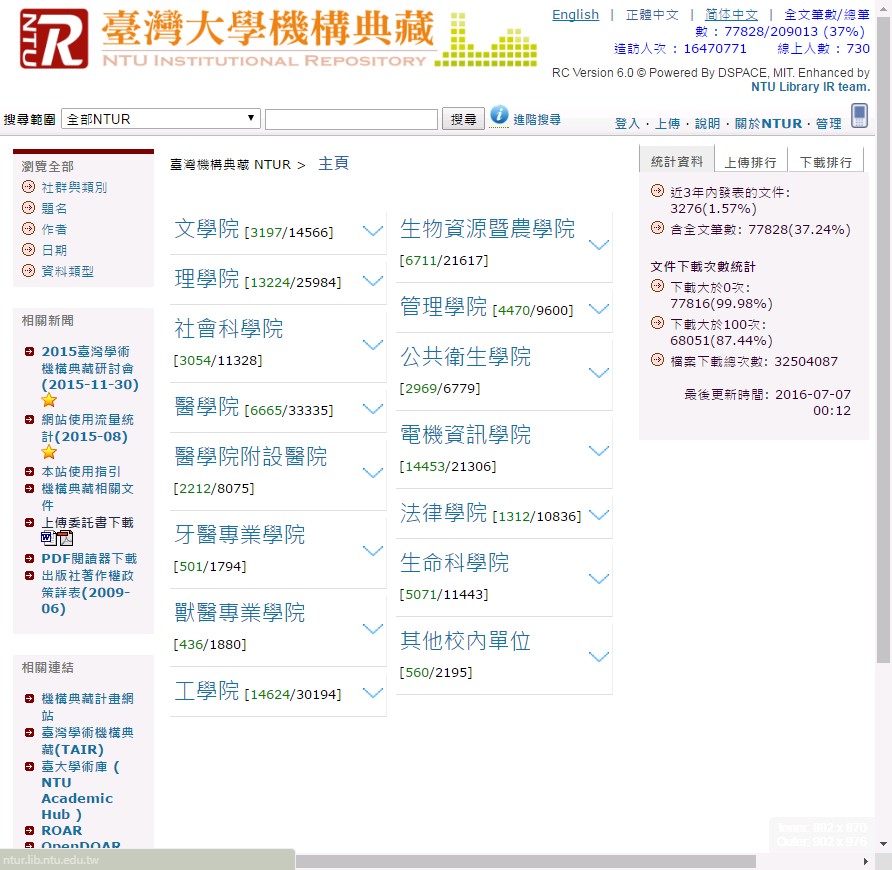 NTU R
臺灣大學機構典藏
NTU INSTITUTIONAL REPOSITORY
English | 正體中文 | 简体中文 | 全文筆數/總筆
數 : 77828/209013 (37%)
造訪人次 : 16470771 線上人數 : 730
RC Version 6.0 © Powered By DSPACE, MIT. Enhanced by
NTU Library IR team.
搜尋範圍 全部NTUR 搜尋 進階搜尋
登入 · 上傳 · 說明 · 關於NTUR · 管理
瀏覽全部
社群與類別
題名
作者
日期
資料類型
相關新聞
2015臺灣學術
機構典藏研討會
(2015-11-30)
網站使用流量統
計(2015-08)
本站使用指引
機構典藏相關文
件
上傳委託書下載
PDF閱讀器下載
出版社著作權政
策詳表(2009-
06)
相關連結
機構典藏計畫網
站
臺灣學術機構典
藏(TAIR)
臺大學術庫 (
NTU
Academic
Hub )
ROAR
OpenDOAR
臺灣機構典藏 NTUR > 主頁
文學院 [3197/14566]
理學院 [13224/25984]
社會科學院
[3054/11328]
醫學院 [6665/33335]
醫學院附設醫院
[2212/8075]
牙醫專業學院
[501/1794]
獸醫專業學院
[436/1880]
工學院 [14624/30194]
生物資源暨農學院
[6711/21617]
管理學院 [4470/9600]
公共衛生學院
[2969/6779]
電機資訊學院
[14453/21306]
法律學院 [1312/10836]
生命科學院
[5071/11443]
其他校內單位
[560/2195]
統計資料 上傳排行 下載排行
近3年內發表的文件:
3276(1.57%)
含全文筆數: 77828(37.24%)
文件下載次數統計
下載大於0次:
77816(99.98%)
下載大於100次:
68051(87.44%)
檔案下載總次數: 32504087
最後更新時間: 2016-07-07
00:12
Inner: 892 x 870
Outer: 902 x 976
ntur.lib.ntu.edu.tw